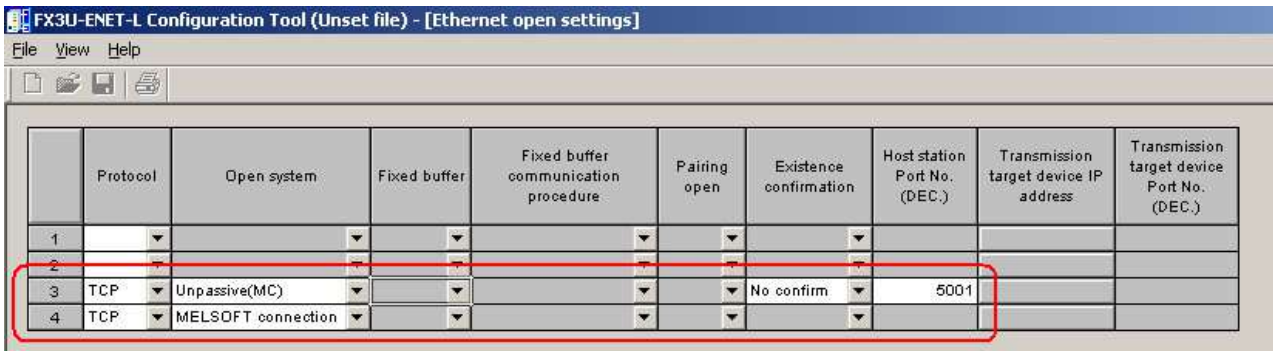 FX3U-ENET-L Configuration Tool (Unset file) - [Ethernet open settings]
File View Help
Protocol Open system Fixed buffer Fixed buffer communication procedure Pairing open Existence confirmation Host station Port No. (DEC.) Transmission target device IP address Transmission target device Port No. (DEC.)
1
2
3 TCP Unpassive(MC) No confirm 5001
4 TCP MELSOFT connection